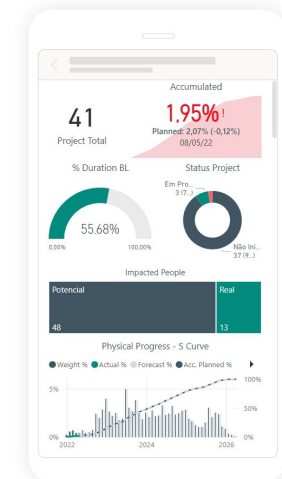 Accumulated
41
Project Total
1,95% !
Planned: 2,07% (-0,12%)
08/05/22
% Duration BL
55.68%
0.00%
100.00%
Status Project
Em Pro...
3 (7...)
Não Ini...
37 (9...)
Impacted People
Potencial
48
Real
13
Physical Progress - S Curve
Weight % Actual % Forecast % Acc. Planned %
5%
0%
100%
50%
0%
2022 2024 2026